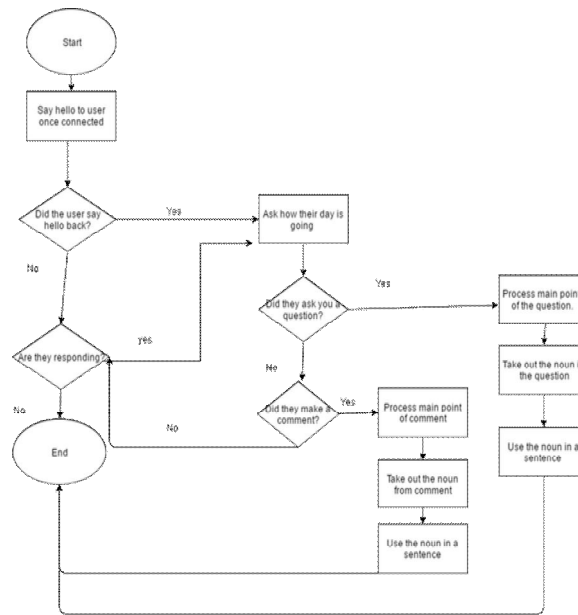 Start
Say hello to user
once connected
Did the user say
hello back?
Yes
Ask how their day is
going
No
Yes
Did they ask you a
question?
Process main point
of the question.
Are they responding?
yes
No
Take out the noun in
the question
No
Did they make a
comment?
Yes
Process main point
of comment
No
End
Use the noun in a
sentence
Take out the noun
from comment
Use the noun in a
sentence